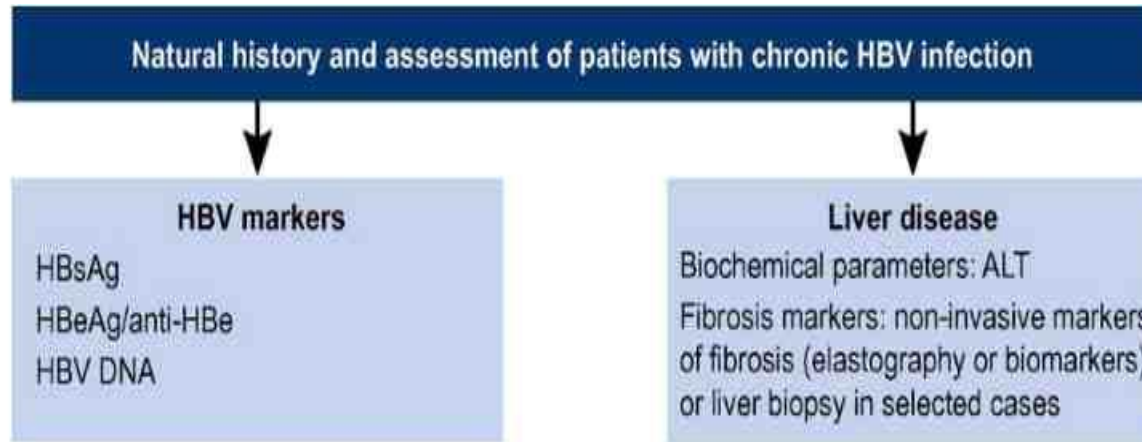 Natural history and assessment of patients with chronic HBV infection
HBV markers
HBsAg
HBeAg/anti-HBe
HBV DNA
Liver disease
Biochemical parameters: ALT
Fibrosis markers: non-invasive markers
of fibrosis (elastography or biomarkers)
or liver biopsy in selected cases